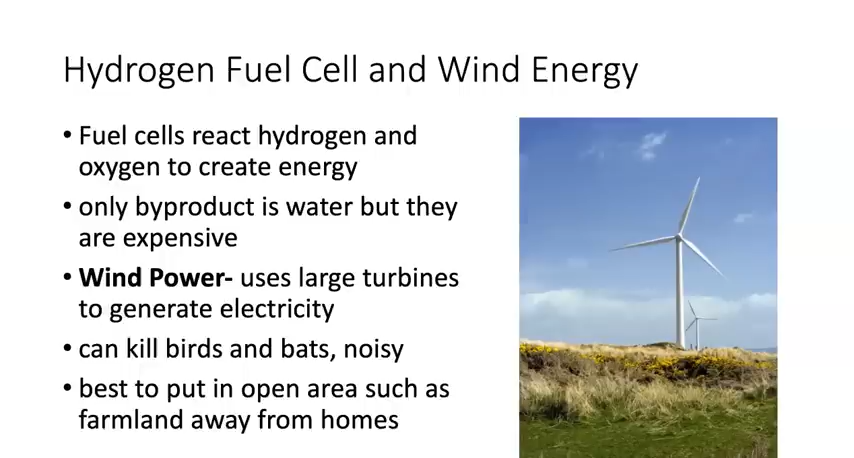 Hydrogen Fuel Cell and Wind Energy
• Fuel cells react hydrogen and
oxygen to create energy
• only byproduct is water but they
are expensive
• Wind Power- uses large turbines
to generate electricity
• can kill birds and bats, noisy
• best to put in open area such as
farmland away from homes